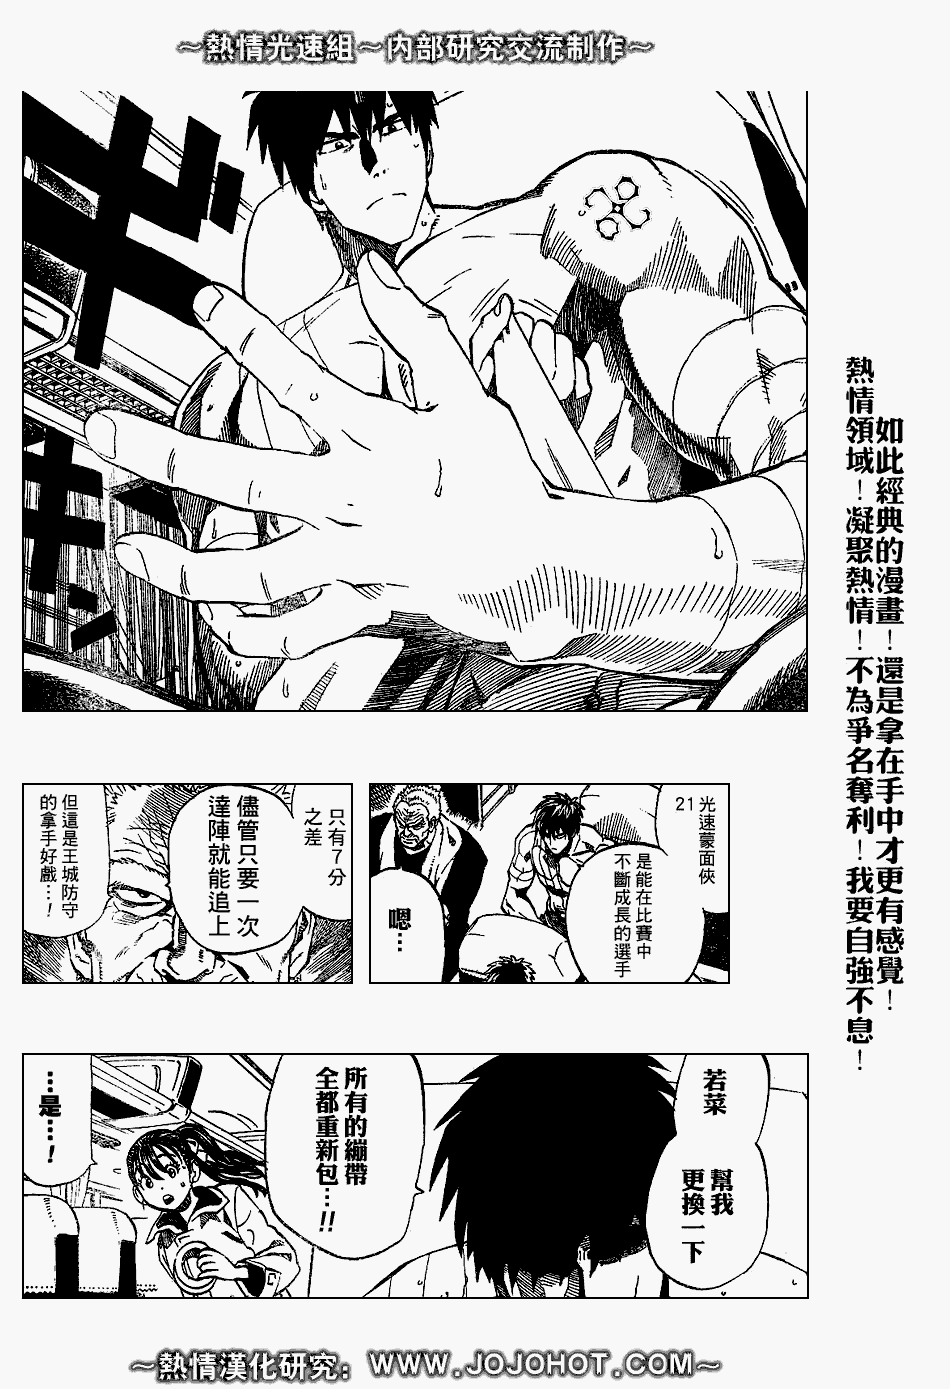 ～熱情光速組～内部研究交流制作～
ギギン
如此經典的漫畫！還是拿在手中才更有感覺！
熱情領域！凝聚熱情！不為爭名奪利！我要自強不息！
光速蒙面俠
21
是能在比賽中
不斷成長的選手
嗯…
只有7分
之差
儘管只要一次
達陣就能追上
但這是王城防守
的拿手好戲…！
若菜
幫我
更換一下
所有的繃帶
全都重新包…!!
…是…！
～熱情漢化研究：WWW.JOJOHOT.COM～